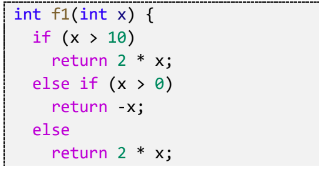 int f1(int x) {
  if (x > 10)
    return 2 * x;
  else if (x > 0)
    return -x;
  else
    return 2 * x;